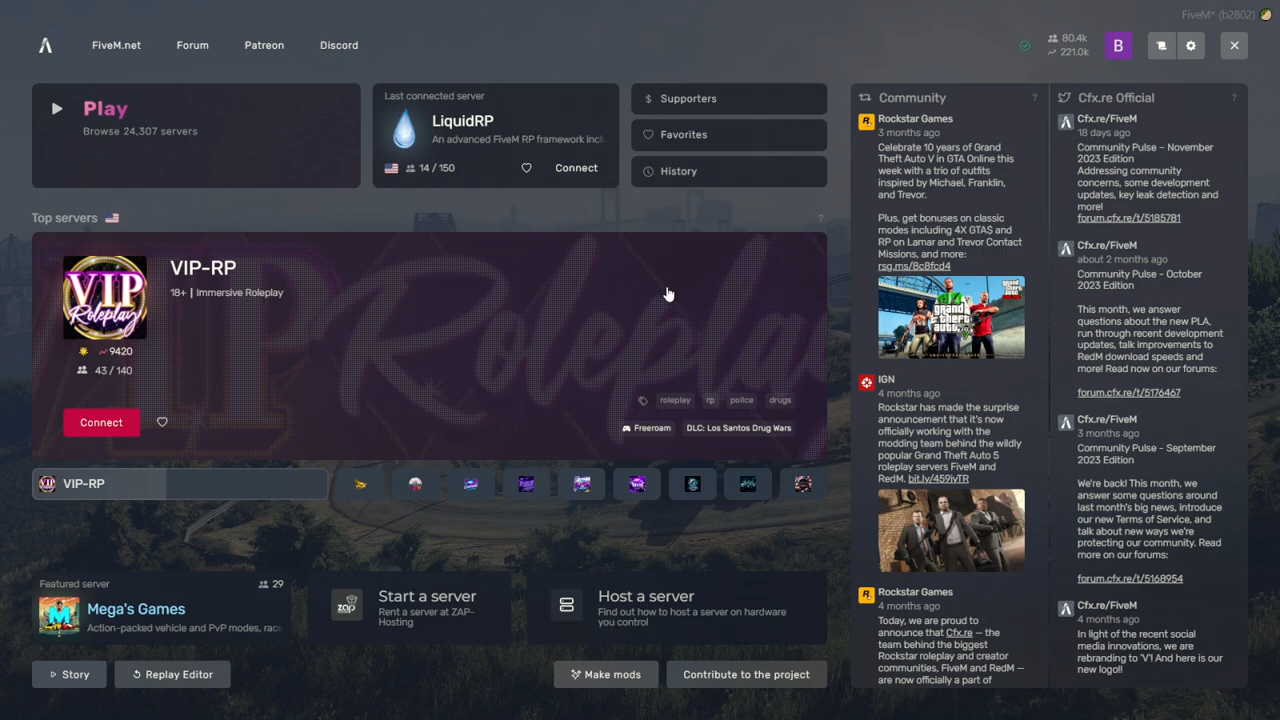 FiveM* (b2802)
FiveM.net
Forum
Patreon
Discord
80.4k
221.0k
B
Play
Browse 24,307 servers
Last connected server
LiquidRP
An advanced FiveM RP framework incl
14 / 150
Connect
Supporters
Favorites
History
Top servers
?
VIP
Roleplay
VIP-RP
18+ | Immersive Roleplay
9420
43 / 140
Connect
roleplay
rp
police
drugs
Freeroam
DLC: Los Santos Drug Wars
VIP-RP
Featured server
29
Mega's Games
Action-packed vehicle and PvP modes, race
ZAP
Start a server
Rent a server at ZAP-
Hosting
Host a server
Find out how to host a server on hardware
you control
Story
Replay Editor
Make mods
Contribute to the project
Community
?
Rockstar Games
3 months ago
Celebrate 10 years of Grand
Theft Auto V in GTA Online this
week with a trio of outfits
inspired by Michael, Franklin,
and Trevor.
Plus, get bonuses on classic
modes including 4X GTA$ and
RP on Lamar and Trevor Contact
Missions, and more:
rsg.ms/8c8fcd4
IGN
4 months ago
Rockstar has made the surprise
announcement that it's now
officially working with the
modding team behind the wildly
popular Grand Theft Auto 5
roleplay servers FiveM and
RedM. bit.ly/459ivTR
Rockstar Games
4 months ago
Today, we are proud to
announce that Cfx.re — the
team behind the biggest
Rockstar roleplay and creator
communities, FiveM and RedM —
are now officially a part of
Cfx.re Official
?
Cfx.re/FiveM
18 days ago
Community Pulse – November
2023 Edition
Addressing community
concerns, some development
updates, key leak detection and
more!
forum.cfx.re/t/5185781
Cfx.re/FiveM
about 2 months ago
Community Pulse - October
2023 Edition
This month, we answer
questions about the new PLA,
run through recent development
updates, talk improvements to
RedM download speeds and
more! Read now on our forums:
forum.cfx.re/t/5176467
Cfx.re/FiveM
3 months ago
Community Pulse - September
2023 Edition
We're back! This month, we
answer some questions around
last month's big news, introduce
our new Terms of Service, and
talk about new ways we're
protecting our community. Read
more on our forums:
forum.cfx.re/t/5168954
Cfx.re/FiveM
4 months ago
In light of the recent social
media innovations, we are
rebranding to 'V'! And here is our
new logo!!